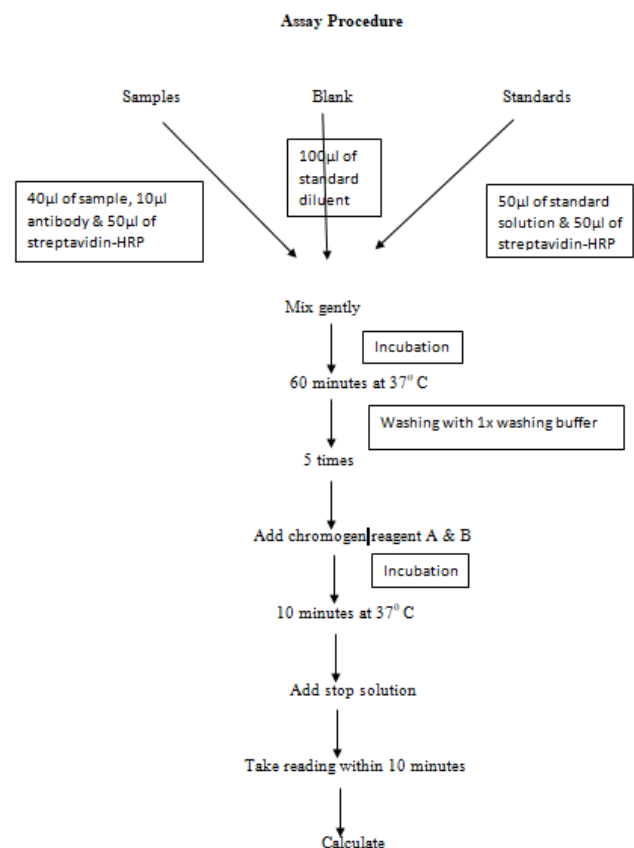 Assay Procedure
Samples
Blank
Standards
40µl of sample, 10µl
antibody & 50µl of
streptavidin-HRP
100µl of
standard
diluent
50µl of standard
solution & 50µl of
streptavidin-HRP
Mix gently
Incubation
60 minutes at 37⁰ C
Washing with 1x washing buffer
5 times
Add chromogen reagent A & B
Incubation
10 minutes at 37⁰ C
Add stop solution
Take reading within 10 minutes
Calculate